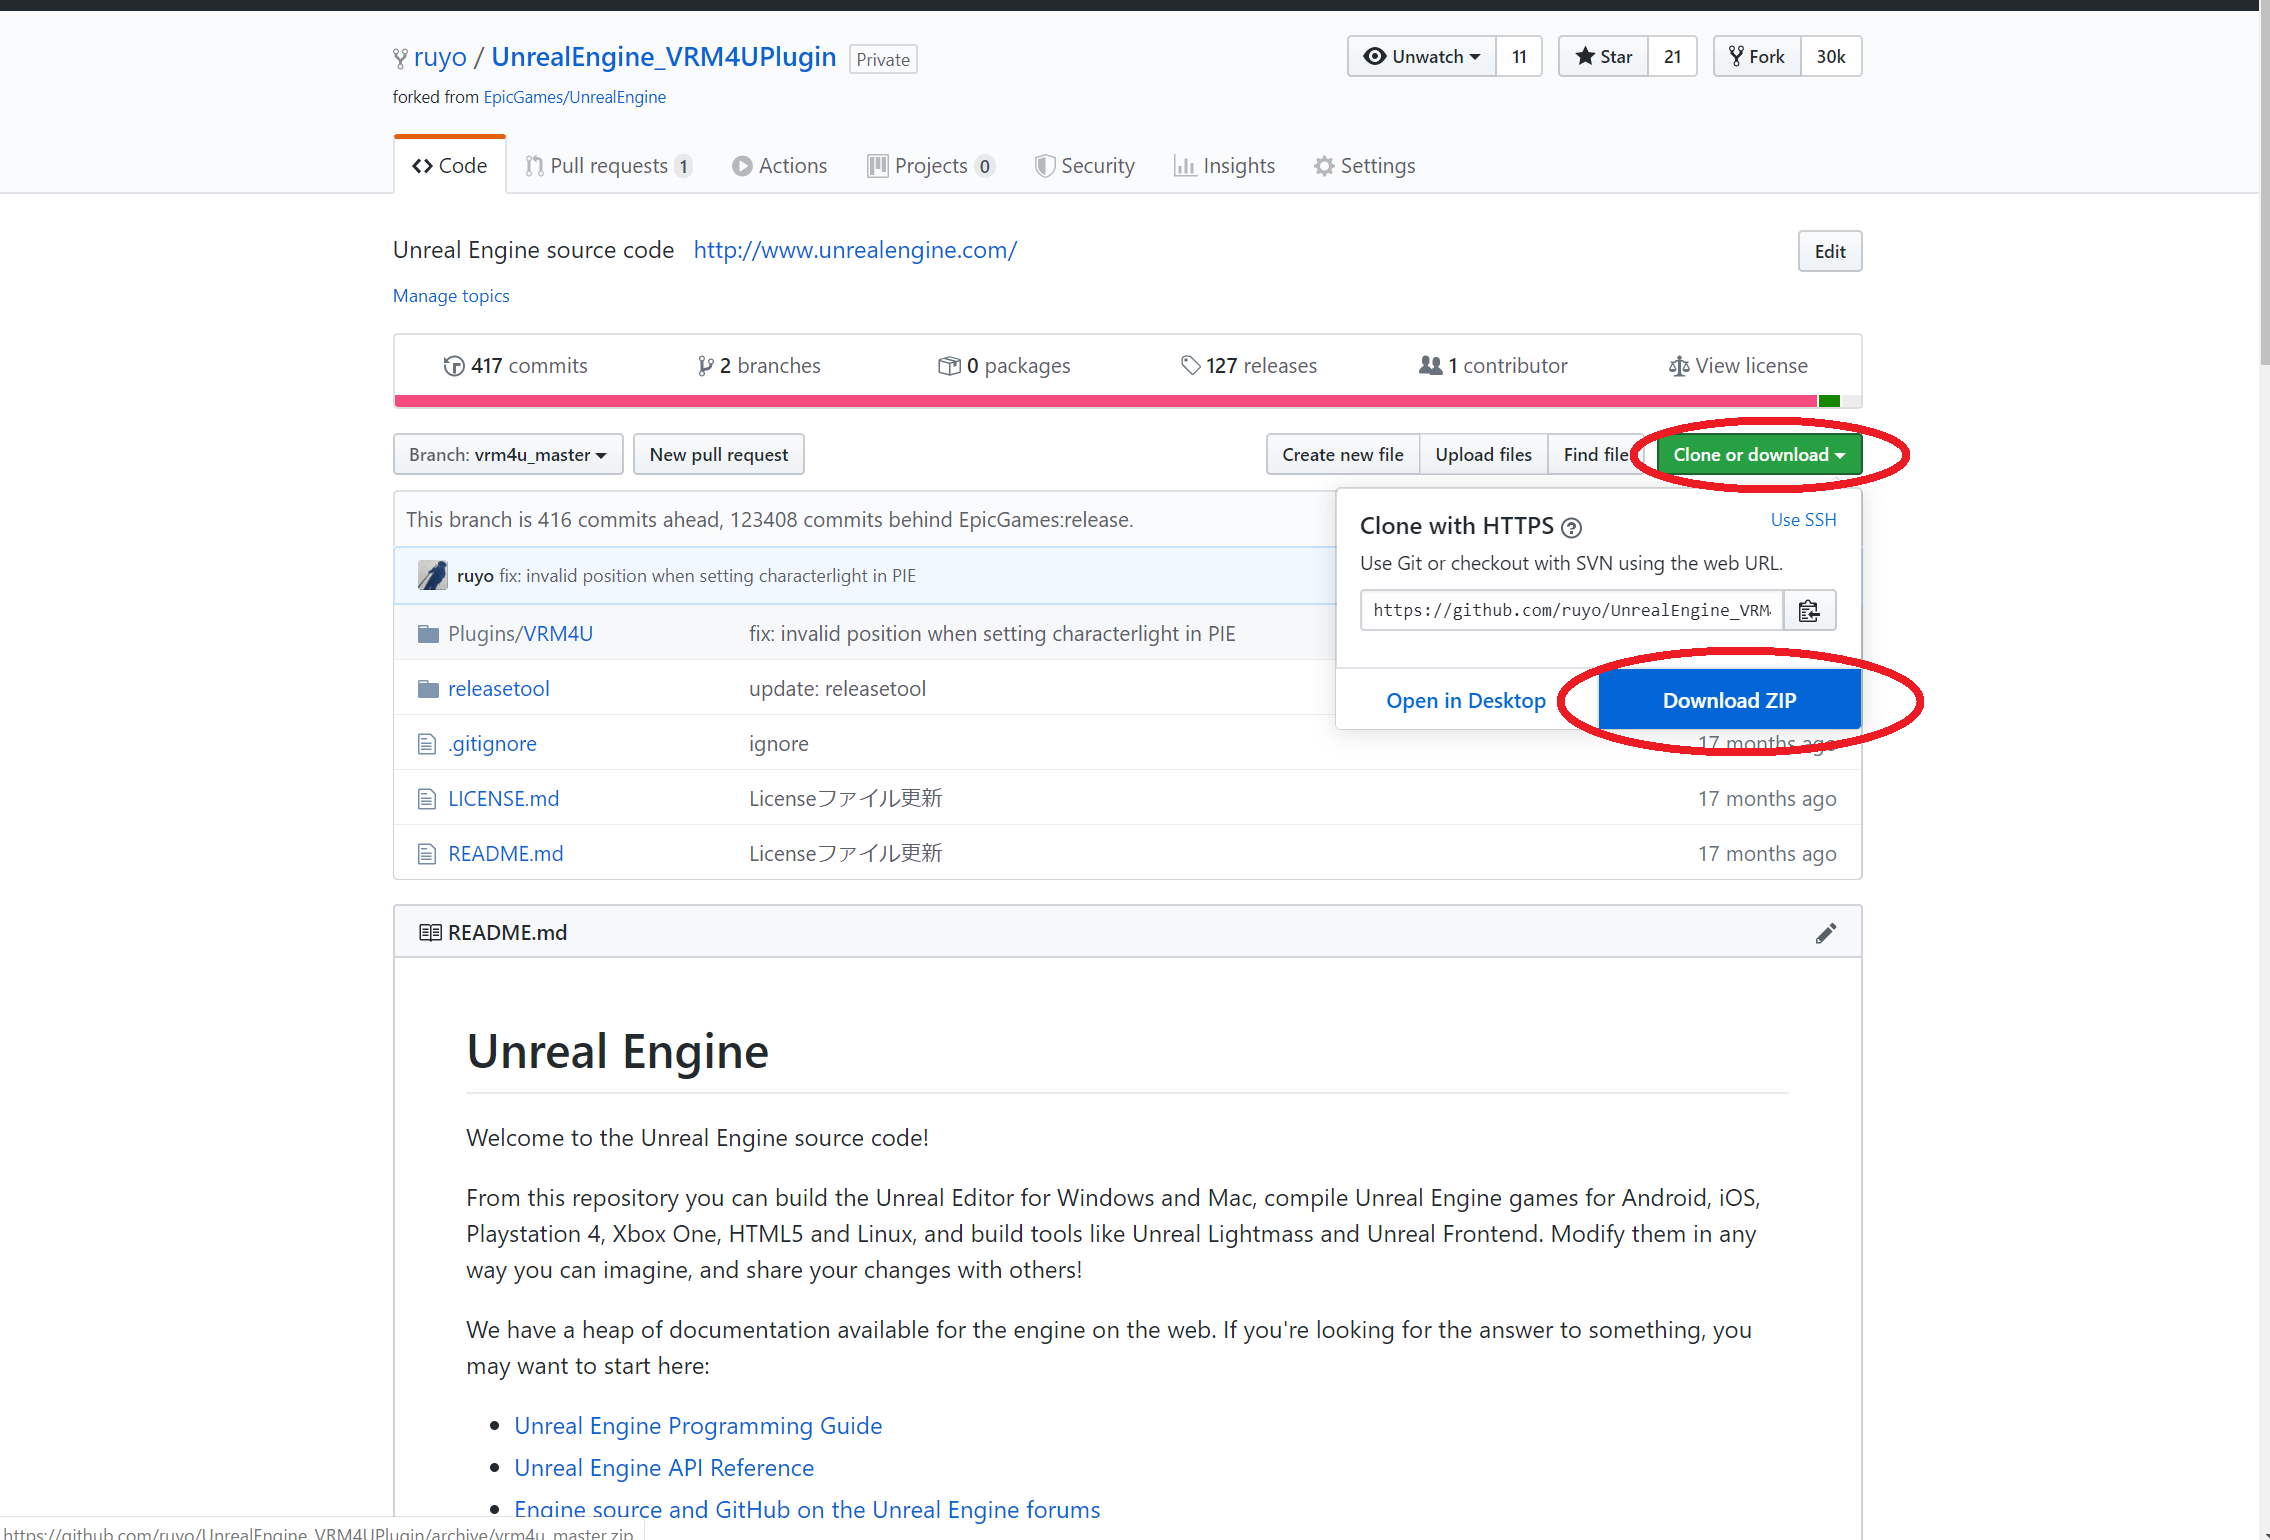 ruyo / UnrealEngine_VRM4UPlugin Private
Unwatch 11 Star 21 Fork 30k
forked from EpicGames/UnrealEngine
Code Pull requests 1 Actions Projects 0 Security Insights Settings
Unreal Engine source code http://www.unrealengine.com/
Edit
Manage topics
417 commits 2 branches 0 packages 127 releases 1 contributor View license
Branch: vrm4u_master New pull request Create new file Upload files Find file Clone or download
This branch is 416 commits ahead, 123408 commits behind EpicGames:release.
Clone with HTTPS Use SSH
Use Git or checkout with SVN using the web URL.
https://github.com/ruyo/UnrealEngine_VRM4
Open in Desktop Download ZIP
ruyo fix: invalid position when setting characterlight in PIE
Plugins/VRM4U fix: invalid position when setting characterlight in PIE
releasetool update: releasetool
.gitignore ignore 17 months ago
LICENSE.md Licenseファイル更新 17 months ago
README.md Licenseファイル更新 17 months ago
README.md
Unreal Engine
Welcome to the Unreal Engine source code!
From this repository you can build the Unreal Editor for Windows and Mac, compile Unreal Engine games for Android, iOS,
Playstation 4, Xbox One, HTML5 and Linux, and build tools like Unreal Lightmass and Unreal Frontend. Modify them in any
way you can imagine, and share your changes with others!
We have a heap of documentation available for the engine on the web. If you're looking for the answer to something, you
may want to start here:
Unreal Engine Programming Guide
Unreal Engine API Reference
Engine source and GitHub on the Unreal Engine forums
https://github.com/ruyo/UnrealEngine_VRM4UPlugin/archive/vrm4u_master.zip